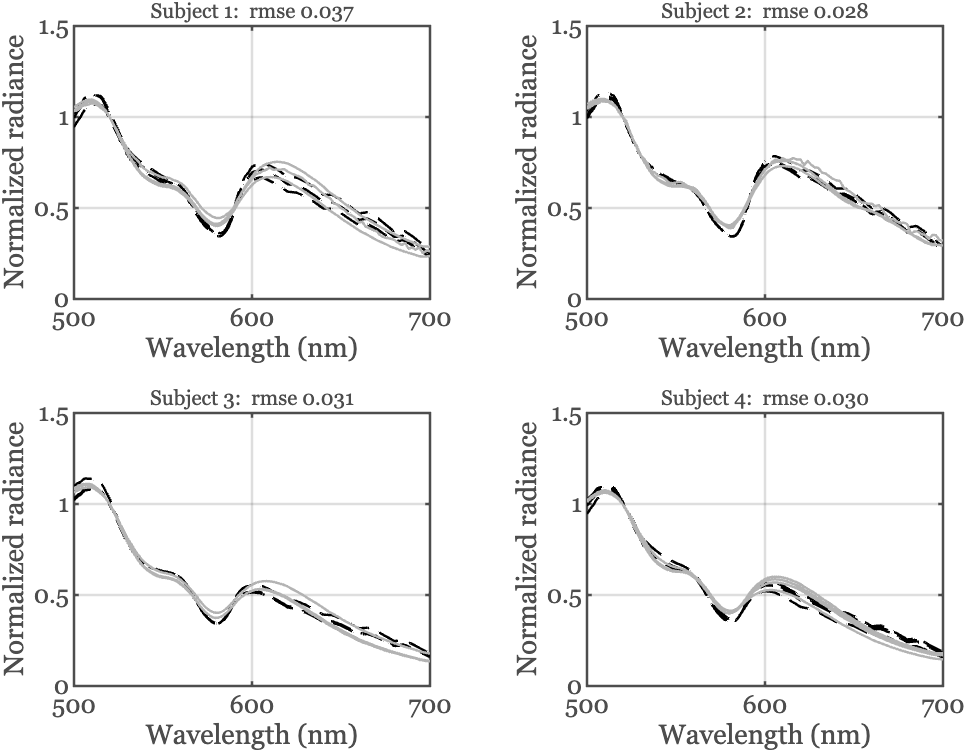 Subject 1: rmse 0.037
1.5
1
0.5
0
500
600
700
Normalized radiance
Wavelength (nm)
Subject 2: rmse 0.028
1.5
1
0.5
0
500
600
700
Normalized radiance
Wavelength (nm)
Subject 3: rmse 0.031
1.5
1
0.5
0
500
600
700
Normalized radiance
Wavelength (nm)
Subject 4: rmse 0.030
1.5
1
0.5
0
500
600
700
Normalized radiance
Wavelength (nm)